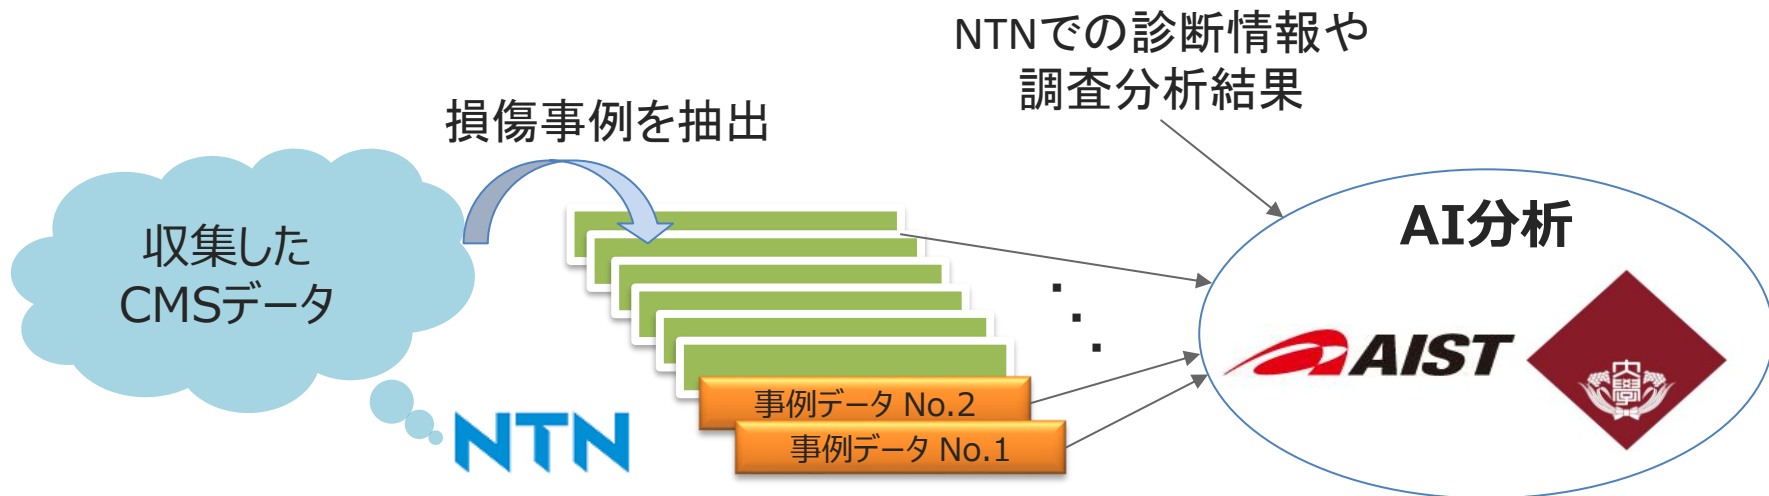 NTNでの診断情報や
調査分析結果
損傷事例を抽出
収集した
CMSデータ
AI分析
AIST
大
學
事例データ No.2
事例データ No.1
NTN